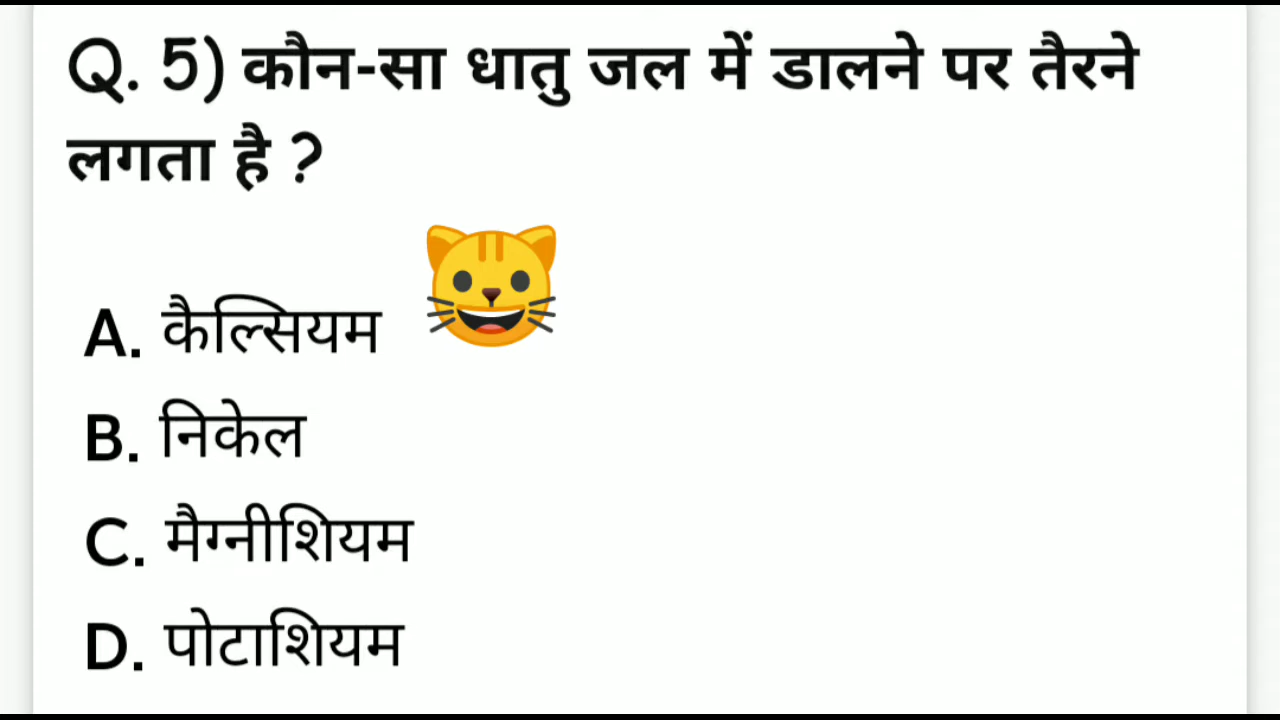 Q. 5) कौन-सा धातु जल में डालने पर तैरने
लगता है ?
A. कैल्सियम
B. निकेल
C. मैग्नीशियम
D. पोटाशियम